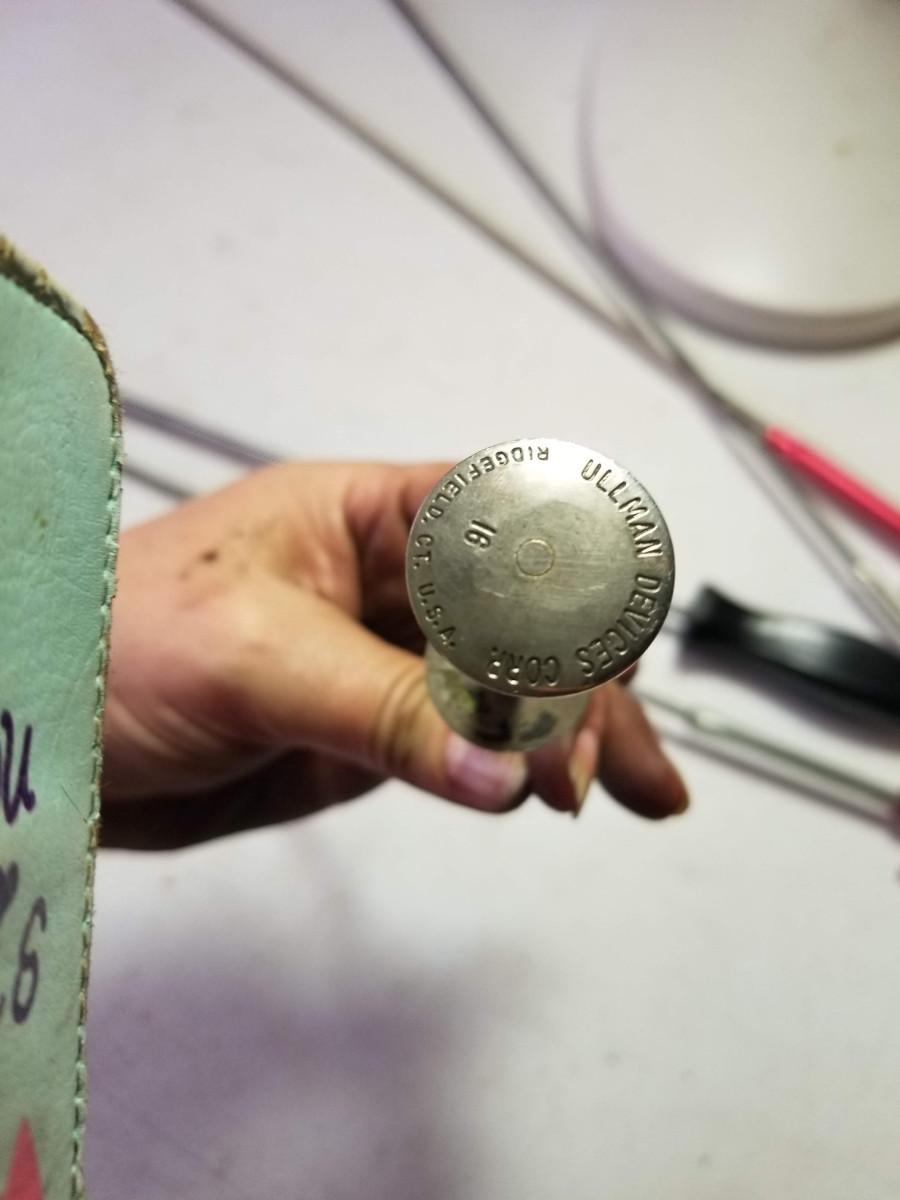 ULLMAN DEVICES CORP.
RIDGEFIELD, CT. U.S.A.
16